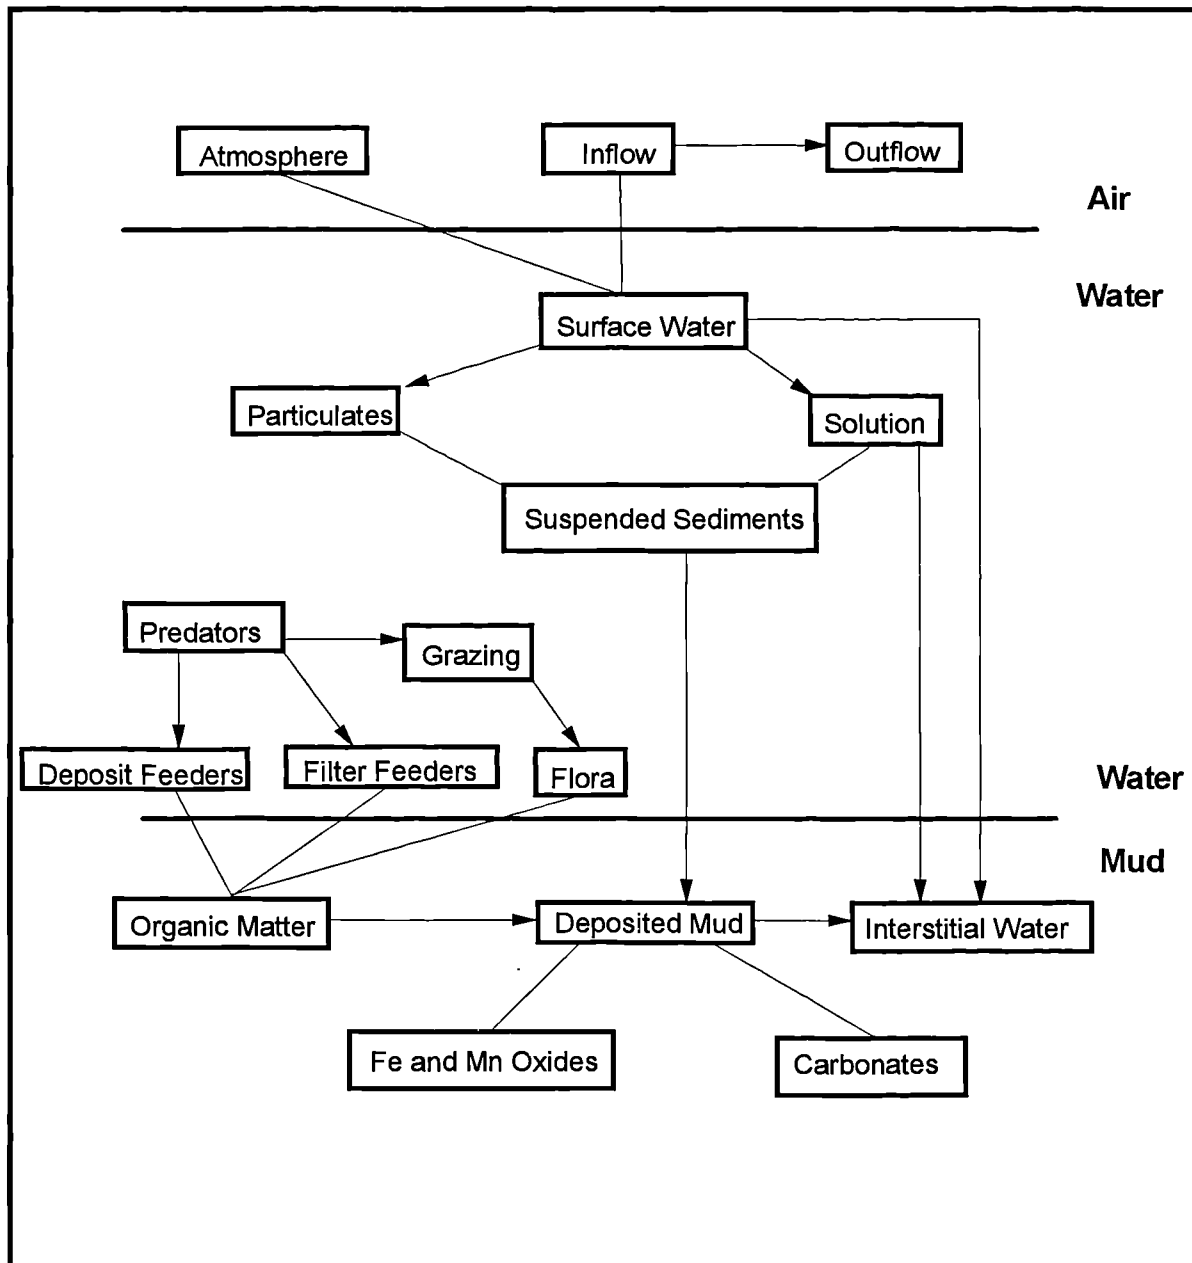 Atmosphere
Inflow
Outflow
Air
Water
Surface Water
Particulates
Solution
Suspended Sediments
Predators
Grazing
Deposit Feeders
Filter Feeders
Flora
Water
Mud
Organic Matter
Deposited Mud
Interstitial Water
Fe and Mn Oxides
Carbonates